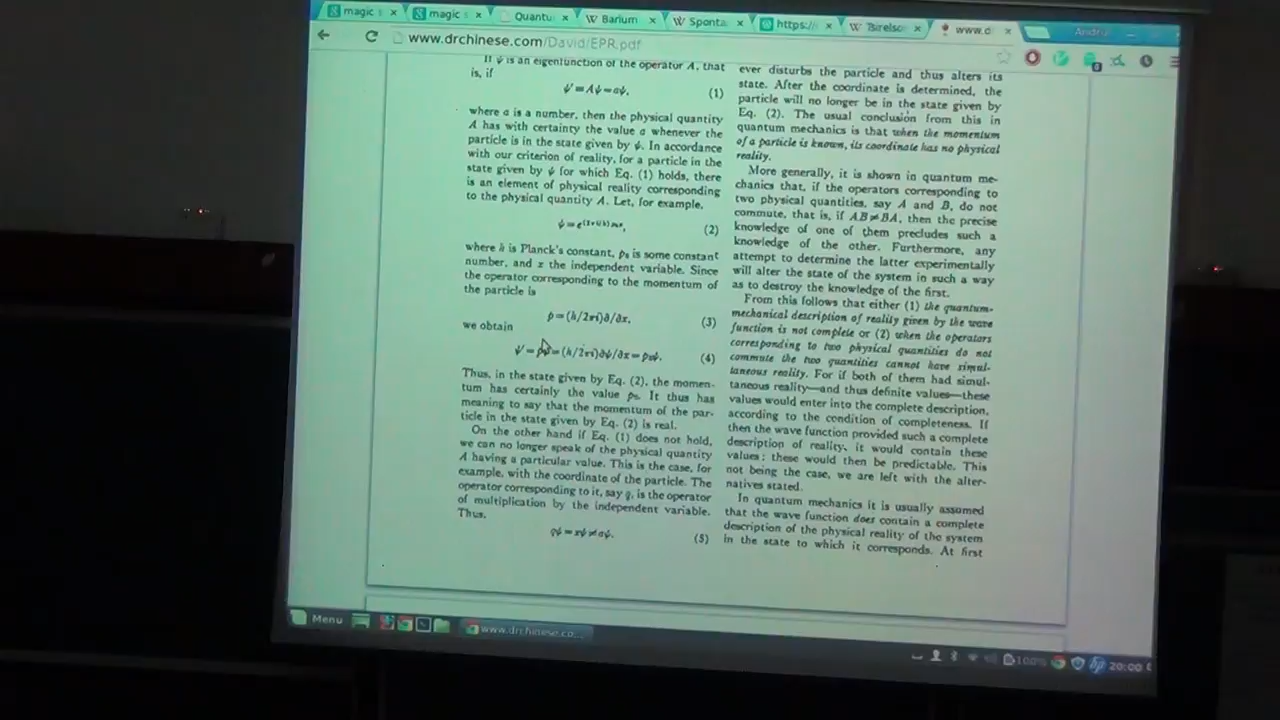 magic
magic
Quantu
Barium
Sponta
https:/
Tsirelso
www.d
Andru
www.drchinese.com/David/EPR.pdf
If ψ is an eigenfunction of the operator A, that
is, if
ψ′=Aψ=aψ, (1)
where a is a number, then the physical quantity
A has with certainty the value a whenever the
particle is in the state given by ψ. In accordance
with our criterion of reality, for a particle in the
state given by ψ for which Eq. (1) holds, there
is an element of physical reality corresponding
to the physical quantity A. Let, for example,
ψ=e (2)
where h is Planck's constant, p₀ is some constant
number, and x the independent variable. Since
the operator corresponding to the momentum of
the particle is
p=(h/2πi)∂/∂x, (3)
we obtain
ψ′=pψ=(h/2πi)∂ψ/∂x=p₀ψ. (4)
Thus, in the state given by Eq. (2), the momen-
tum has certainly the value p₀. It thus has
meaning to say that the momentum of the par-
ticle in the state given by Eq. (2) is real.
On the other hand if Eq. (1) does not hold,
we can no longer speak of the physical quantity
A having a particular value. This is the case, for
example, with the coordinate of the particle. The
operator corresponding to it, say q, is the operator
of multiplication by the independent variable.
Thus,
qψ=xψ≠aψ. (5)
ever disturbs the particle and thus alters its
state. After the coordinate is determined, the
particle will no longer be in the state given by
Eq. (2). The usual conclusion from this in
quantum mechanics is that when the momentum
of a particle is known, its coordinate has no physical
reality.
More generally, it is shown in quantum me-
chanics that, if the operators corresponding to
two physical quantities, say A and B, do not
commute, that is, if AB≠BA, then the precise
knowledge of one of them precludes such a
knowledge of the other. Furthermore, any
attempt to determine the latter experimentally
will alter the state of the system in such a way
as to destroy the knowledge of the first.
From this follows that either (1) the quantum-
mechanical description of reality given by the wave
function is not complete or (2) when the operators
corresponding to two physical quantities do not
commute the two quantities cannot have simul-
taneous reality. For if both of them had simul-
taneous reality—and thus definite values—these
values would enter into the complete description,
according to the condition of completeness. If
then the wave function provided such a complete
description of reality, it would contain these
values; these would then be predictable. This
not being the case, we are left with the alter-
natives stated.
In quantum mechanics it is usually assumed
that the wave function does contain a complete
description of the physical reality of the system
in the state to which it corresponds. At first
Menu
www.drchinese.co...
100%
hp
20:00